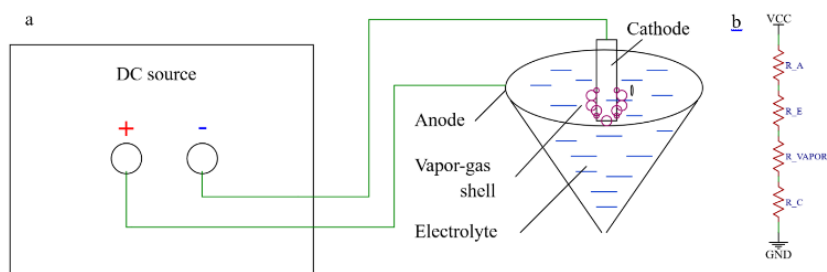 a
DC source
+
-
Cathode
Anode
Vapor-gas
shell
Electrolyte
b
VCC
R_A
R_E
R_VAPOR
R_C
GND